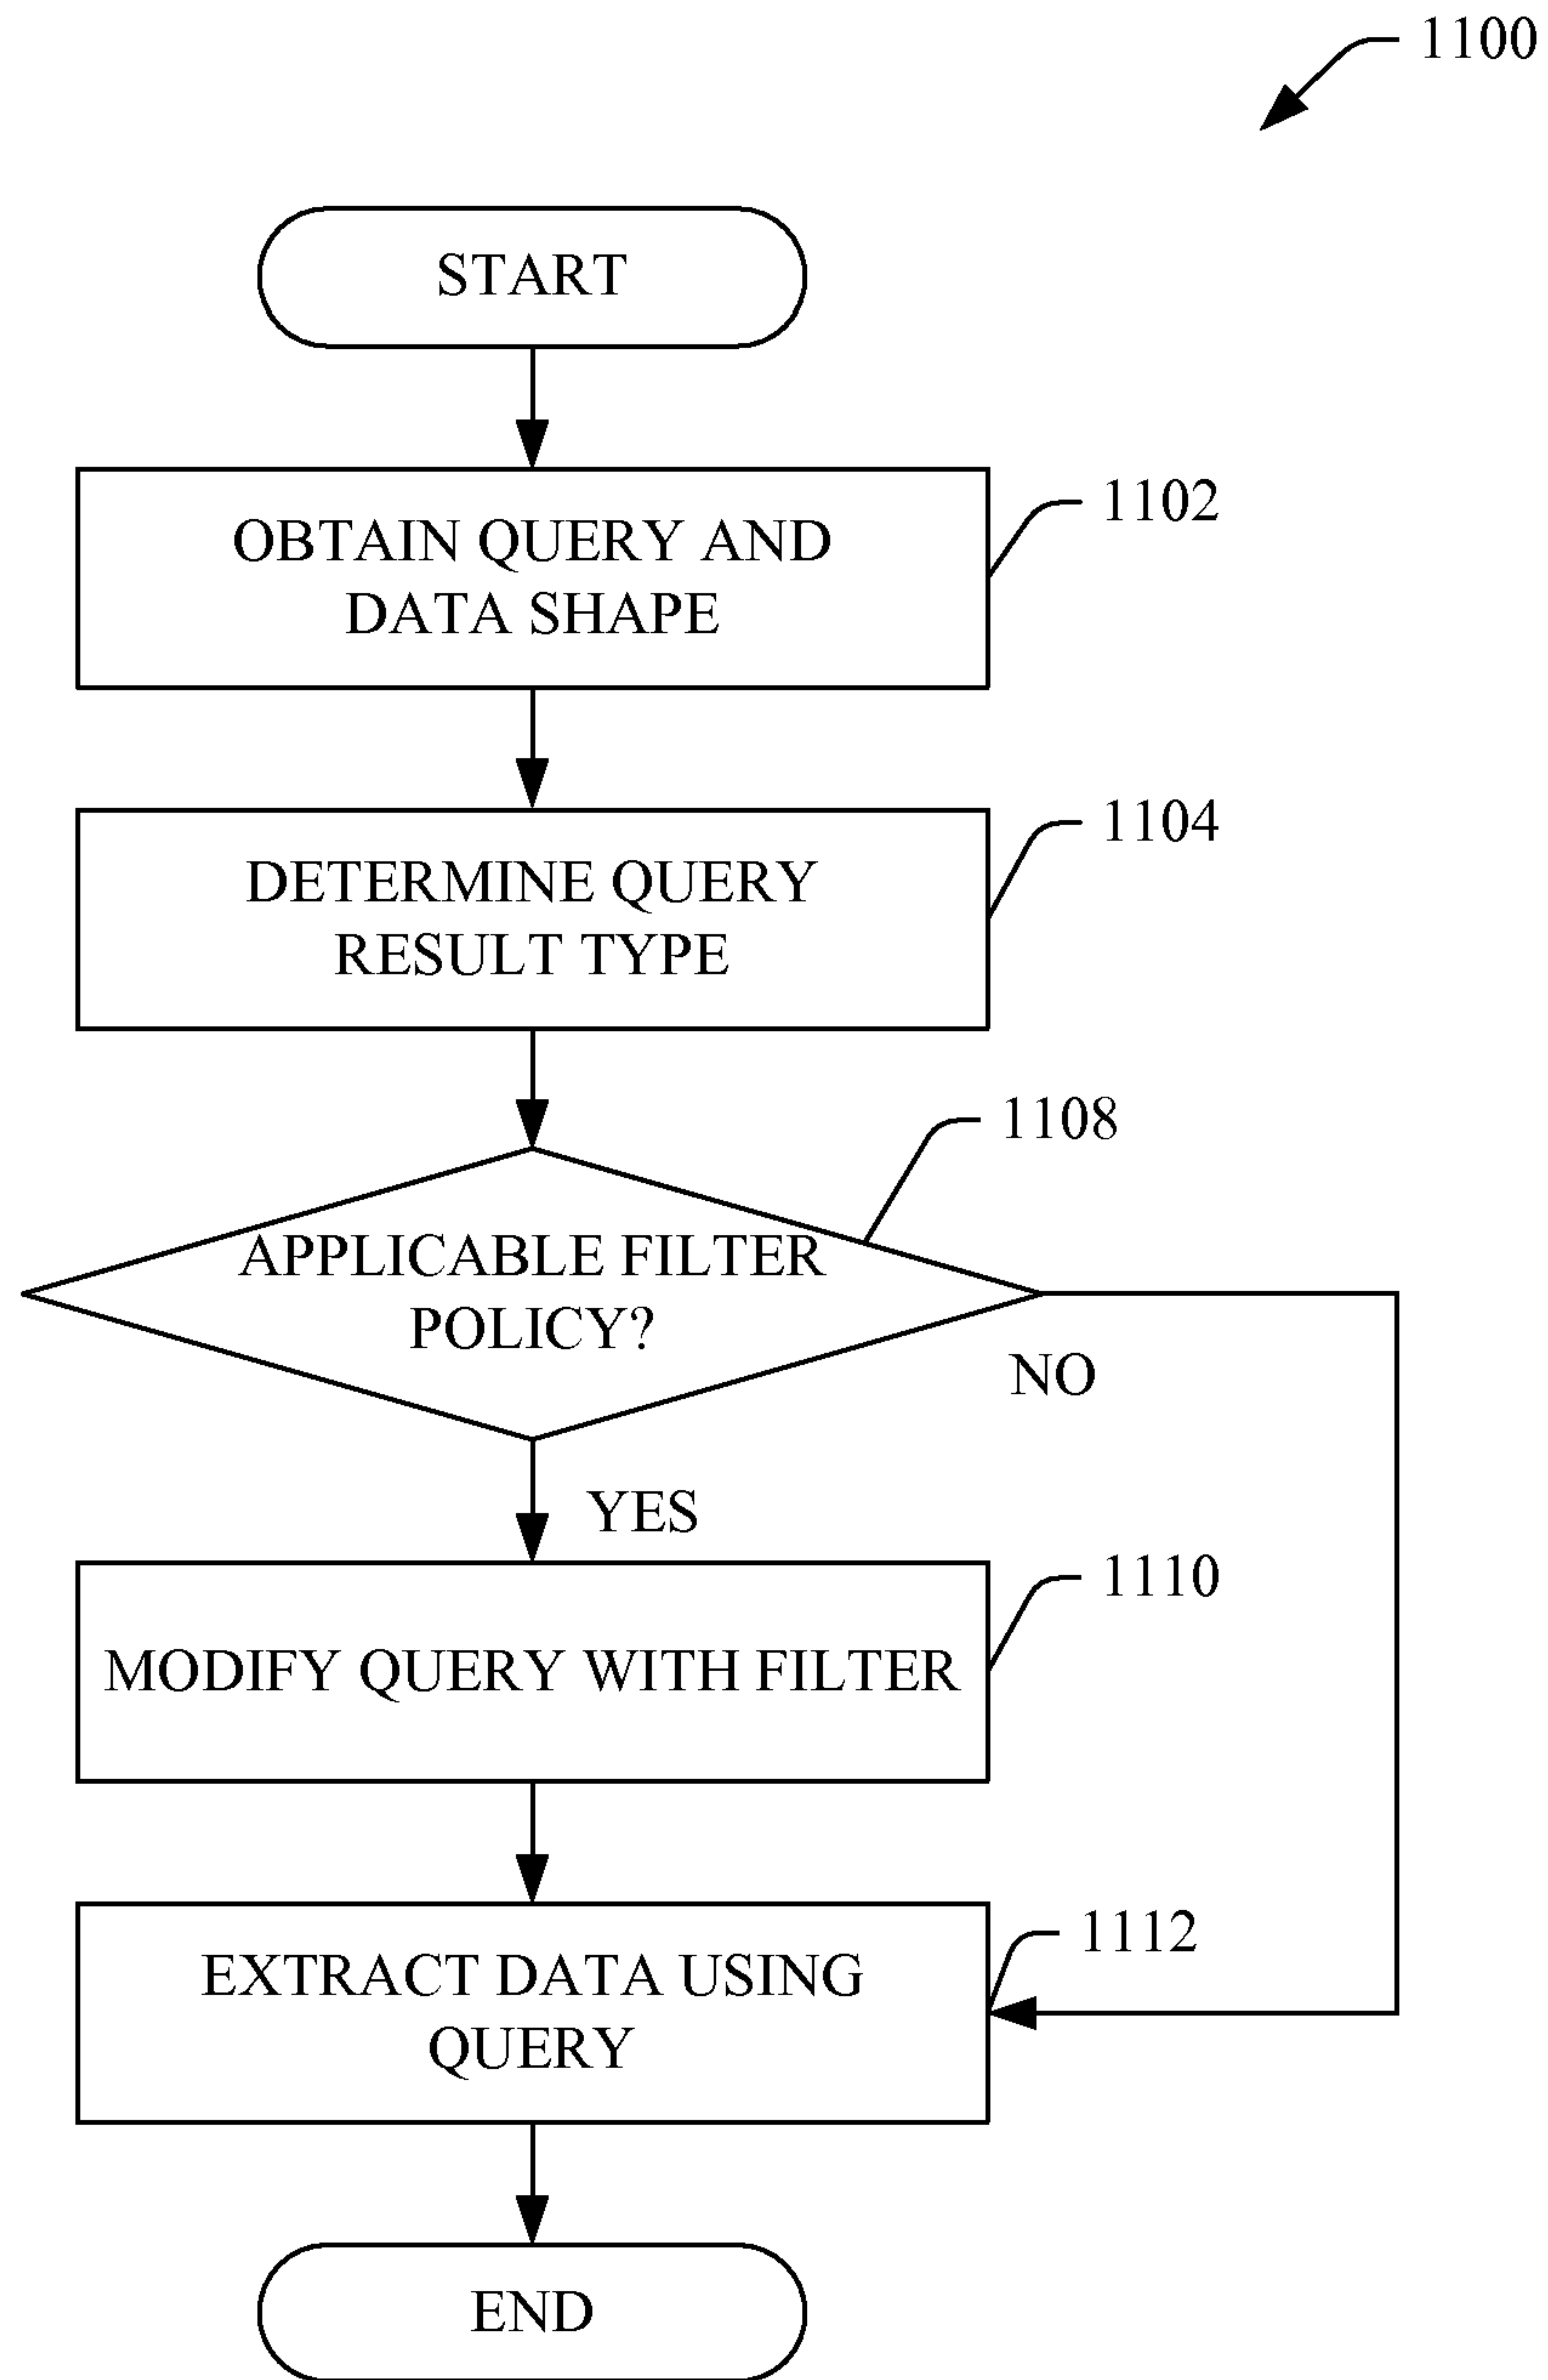 1100
START
OBTAIN QUERY AND
DATA SHAPE
1102
DETERMINE QUERY
RESULT TYPE
1104
1108
APPLICABLE FILTER
POLICY?
NO
YES
MODIFY QUERY WITH FILTER
1110
EXTRACT DATA USING
QUERY
1112
END